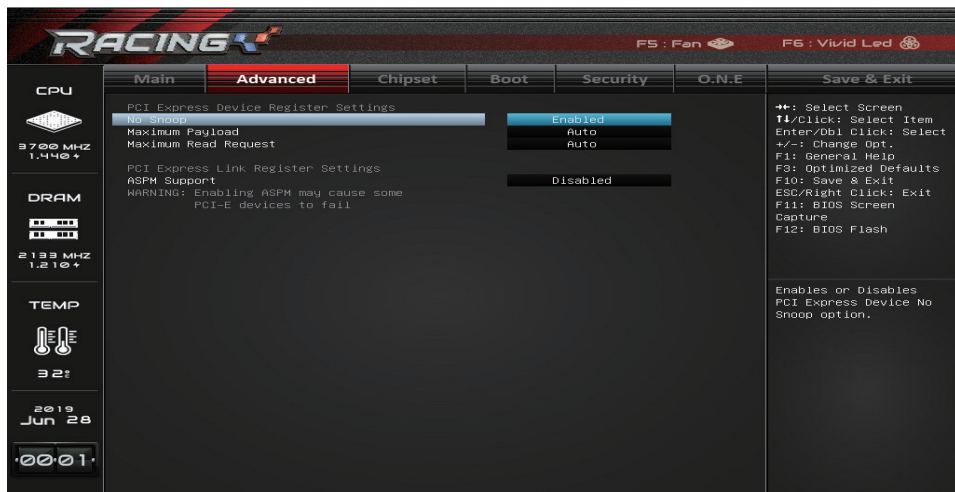 RACING
F5 : Fan
F6 : Vivid Led
Main
Advanced
Chipset
Boot
Security
O.N.E
Save & Exit
CPU
3700 MHZ
1.440
DRAM
2133 MHZ
1.210
TEMP
32
2019
Jun 28
00:01
PCI Express Device Register Settings
No Snoop Enabled
Maximum Payload Auto
Maximum Read Request Auto
PCI Express Link Register Settings
ASPM Support Disabled
WARNING: Enabling ASPM may cause some
PCI-E devices to fail
→←: Select Screen
↑↓/Click: Select Item
Enter/Dbl Click: Select
+/-: Change Opt.
F1: General Help
F3: Optimized Defaults
F10: Save & Exit
ESC/Right Click: Exit
F11: BIOS Screen
Capture
F12: BIOS Flash
Enables or Disables
PCI Express Device No
Snoop option.